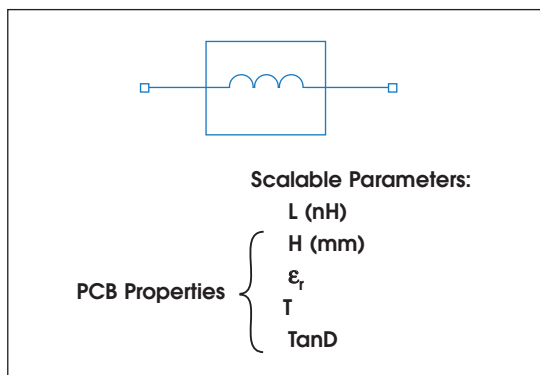 Scalable Parameters:
L (nH)
H (mm)
PCB Properties
εr
T
TanD